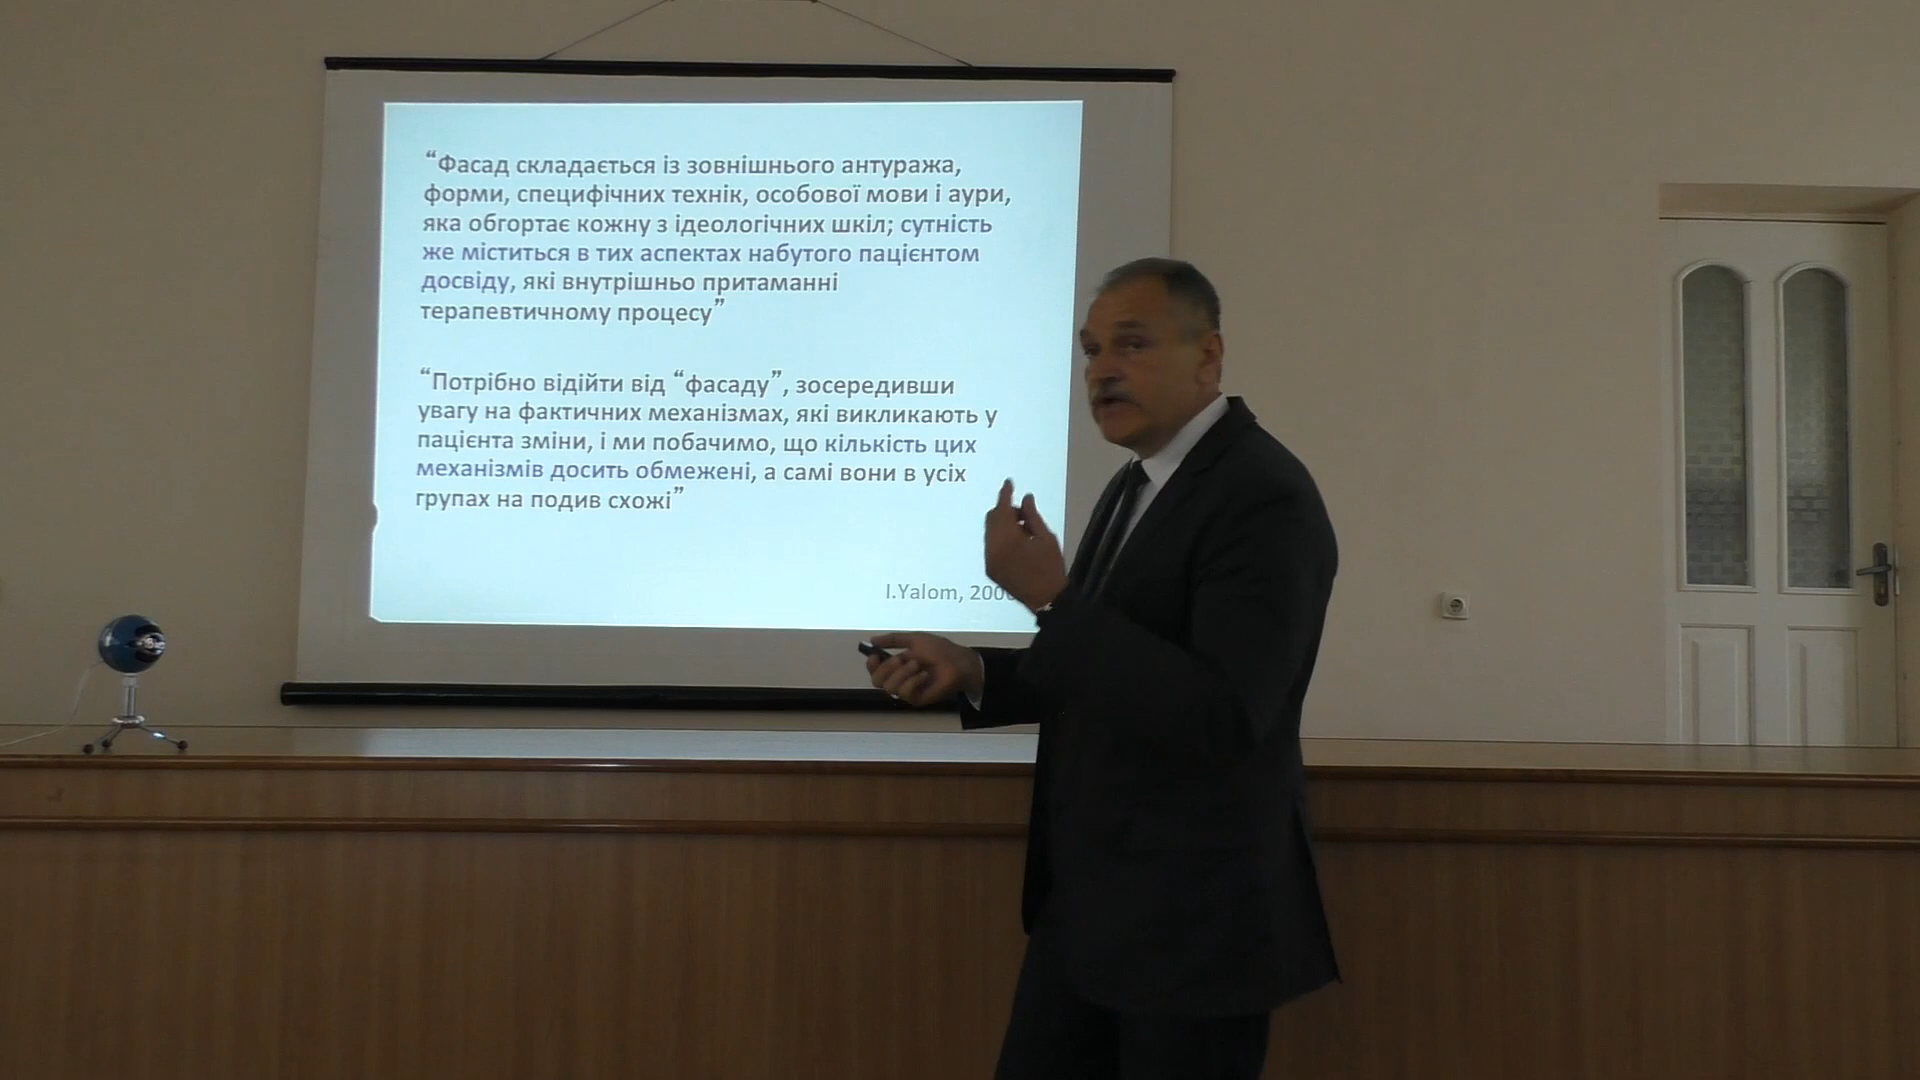 “Фасад складається із зовнішнього антуража,
форми, специфічних технік, особової мови і аури,
яка обгортає кожну з ідеологічних шкіл; сутність
же міститься в тих аспектах набутого пацієнтом
досвіду, які внутрішньо притаманні
терапевтичному процесу”
“Потрібно відійти від “фасаду”, зосередивши
увагу на фактичних механізмах, які викликають у
пацієнта зміни, і ми побачимо, що кількість цих
механізмів досить обмежені, а самі вони в усіх
групах на подив схожі”
I.Yalom,